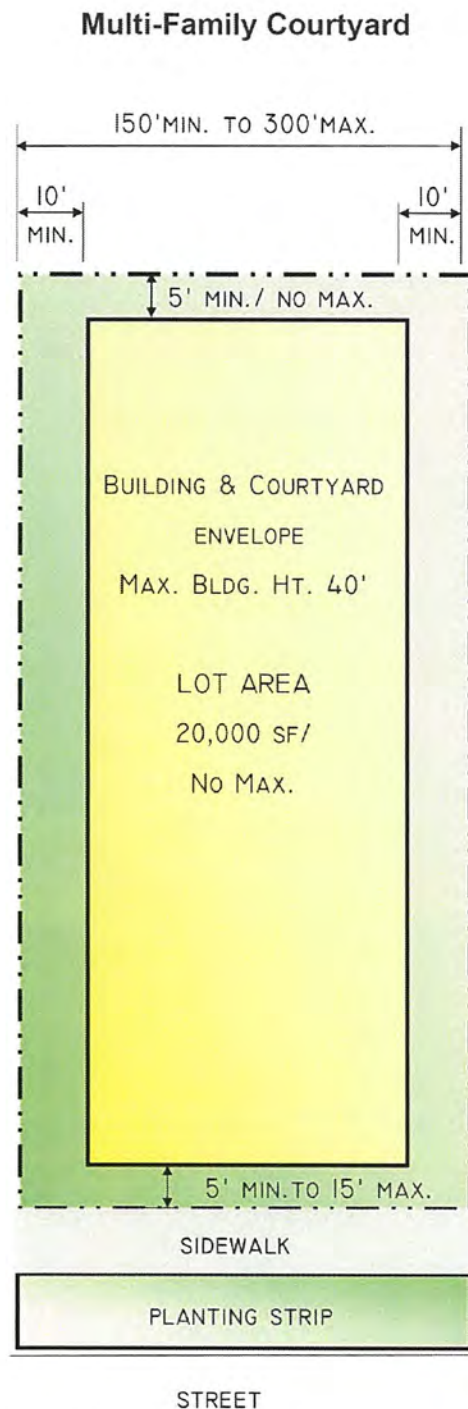 Multi-Family Courtyard
150'MIN. TO 300'MAX.
10'
MIN.
10'
MIN.
5' MIN./ NO MAX.
BUILDING & COURTYARD
ENVELOPE
MAX. BLDG. HT. 40'
LOT AREA
20,000 SF/
NO MAX.
5' MIN.TO 15' MAX.
SIDEWALK
PLANTING STRIP
STREET